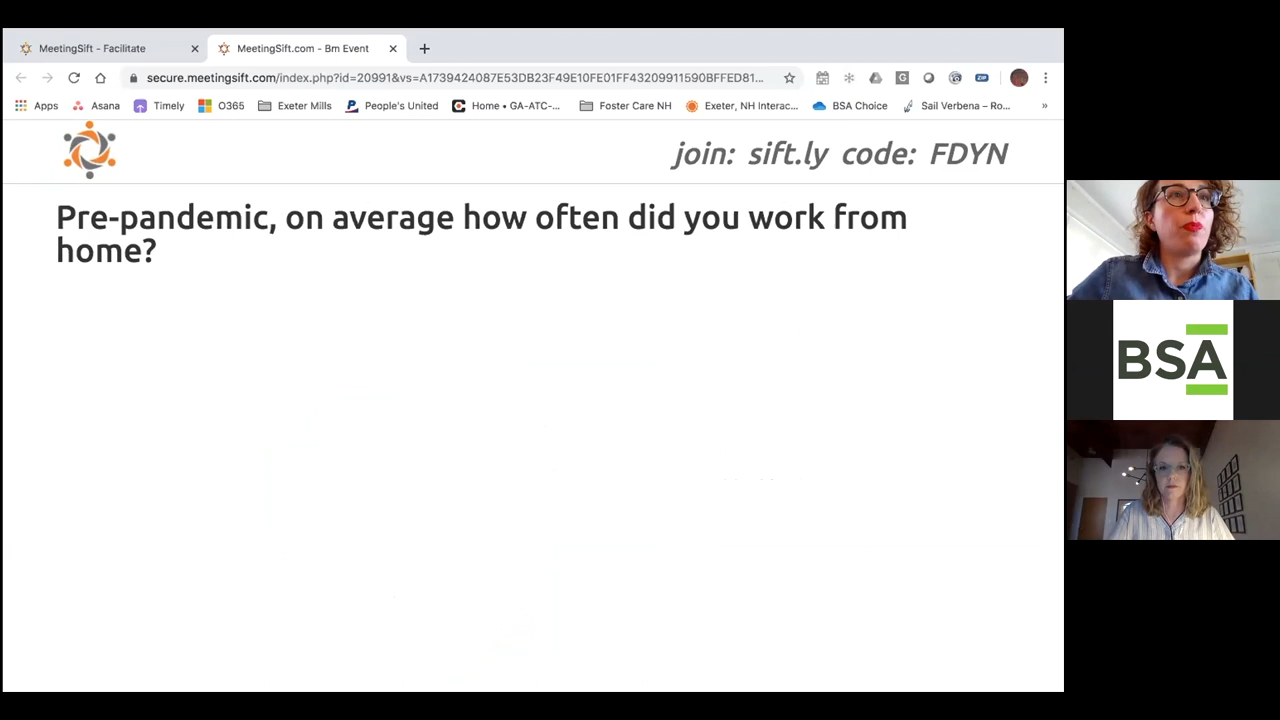 MeetingSift - Facilitate
MeetingSift.com - Bm Event
secure.meetingsift.com/index.php?id=20991&vs=A1739424087E53DB23F49E10FE01FF43209911590BFFED81...
ZIP
Apps Asana Timely O365 Exeter Mills People's United Home • GA-ATC-... Foster Care NH Exeter, NH Interac... BSA Choice Sail Verbena – Ro... »
join: sift.ly code: FDYN
Pre-pandemic, on average how often did you work from
home?
BSA